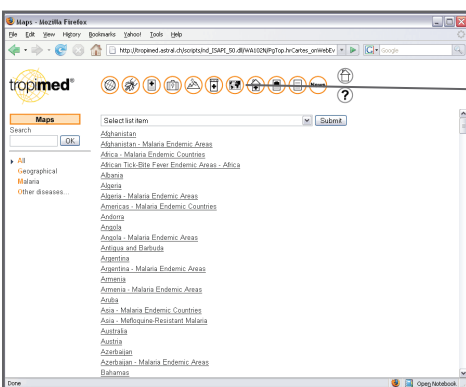 Maps - Mozilla Firefox
File Edit View History Bookmarks Yahoo! Tools Help
http://tropimed.astral.ch/scripts/nd_ISAPI_50.dll/WA102N/PgTop.hrCartes_onWebEv
Google
tropimed®
News
?
Maps
Search
OK
All
Geographical
Malaria
Other diseases...
Select list item
Submit
Afghanistan
Afghanistan - Malaria Endemic Areas
Africa - Malaria Endemic Countries
African Tick-Bite Fever Endemic Areas - Africa
Albania
Algeria
Algeria - Malaria Endemic Areas
Americas - Malaria Endemic Countries
Andorra
Angola
Angola - Malaria Endemic Areas
Antigua and Barbuda
Argentina
Argentina - Malaria Endemic Areas
Armenia
Armenia - Malaria Endemic Areas
Aruba
Asia - Malaria Endemic Countries
Asia - Mefloquine-Resistant Malaria
Australia
Austria
Azerbaijan
Azerbaijan - Malaria Endemic Areas
Bahamas
Done
Open Notebook